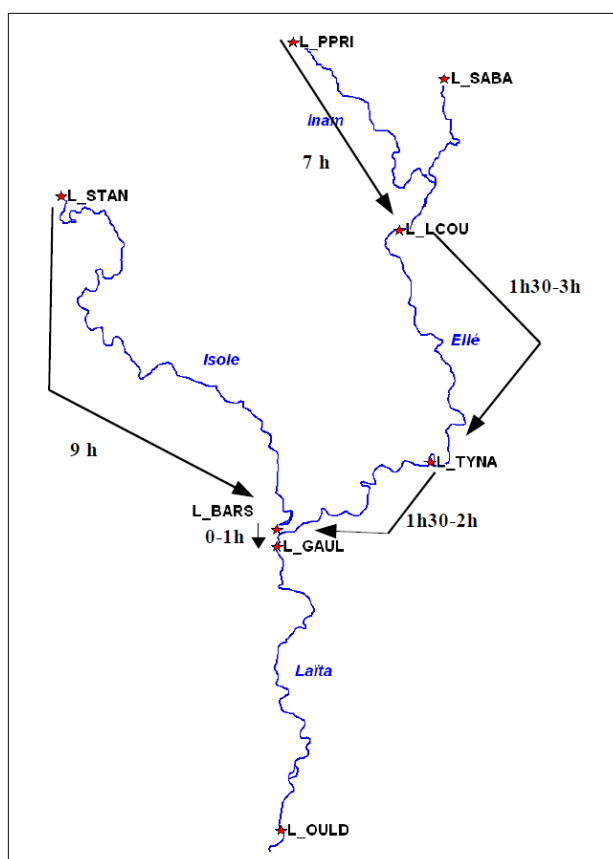 L_PPRI
L_SABA
Inam
7 h
L_STAN
L_LCOU
1h30-3h
Ellé
Isole
9 h
L_TYNA
L_BARS
1h30-2h
0-1h
L_GAUL
Laïta
L_OULD